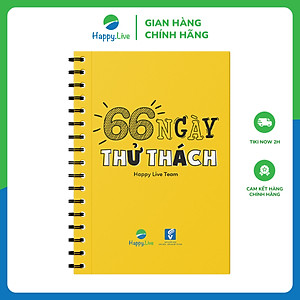 Happy.Live
GIAN HÀNG
CHÍNH HÃNG
66 NGÀY
THỬ THÁCH
Happy Live Team
TIKI NOW 2H
CAM KẾT HÀNG
CHÍNH HÃNG
Happy.Live